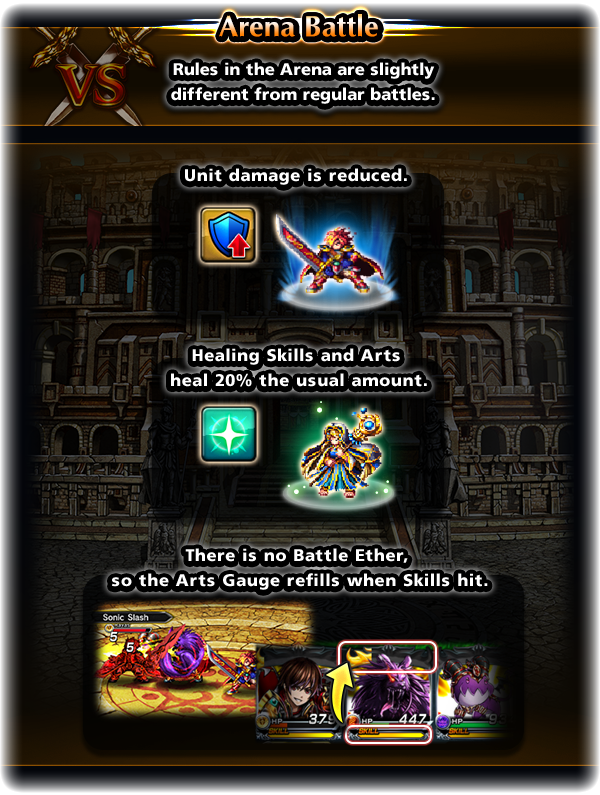 Arena Battle
VS
Rules in the Arena are slightly
different from regular battles.
Unit damage is reduced.
Healing Skills and Arts
heal 20% the usual amount.
There is no Battle Ether,
so the Arts Gauge refills when Skills hit.
Sonic Slash
5
5
HP 379
HP 447
HP
SKILL
SKILL
SKILL